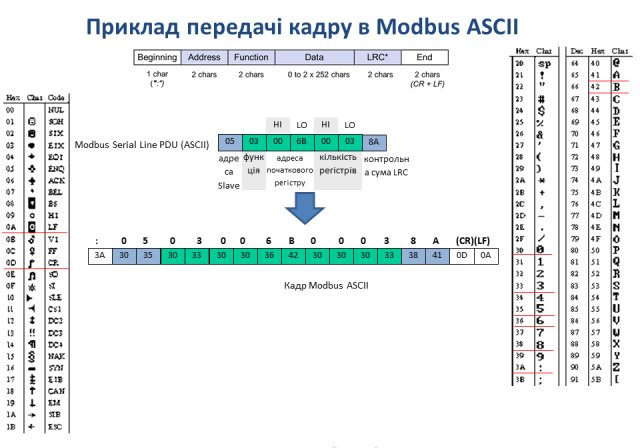 Приклад передачі кадру в Modbus ASCII
Beginning Address Function Data LRC* End
1 char 2 chars 2 chars 0 to 2 x 252 chars 2 chars 2 chars
(":") (CR + LF)
HI LO HI LO
Modbus Serial Line PDU (ASCII) 05 03 00 6B 00 03 8A
адре са Slave
функ ція
адреса початкового регістру
кількість регістрів
контрольн а сума LRC
: 0 5 0 3 0 0 6 B 0 0 0 3 8 A (CR)(LF)
3A 30 35 30 33 30 30 36 42 30 30 30 33 38 41 0D 0A
Кадр Modbus ASCII
Hex Char Code
00 NUL
01 SOH
02
03
04
05 ENQ
06 ACK
07 BEL
08 BS
09
0A LF
0B
0C FF
0D CR
0E SO
0F SI
10
11
12 DC2
13 !! DC3
14 ¶ DC4
15 § NAK
16 SYN
17
18 ↑ CAN
19 ↓ EM
1A →
1B ← ESC
Hex Char
20 sp
21 !
22 "
23 #
24 $
25 %
26 &
27 '
28 (
29 )
2A *
2B +
2C ,
2D -
2E .
2F /
30 0
31 1
32 2
33 3
34 4
35 5
36 6
37 7
38 8
39 9
3A :
3B ;
Dec Hex Char
64 40 @
65 41 A
66 42 B
67 43 C
68 44 D
69 45 E
70 46 F
71 47 G
72 48 H
73 49 I
74 4A J
75 4B K
76 4C L
77 4D M
78 4E N
79 4F O
80 50 P
81 51 Q
82 52 R
83 53 S
84 54 T
85 55 U
86 56 V
87 57 W
88 58 X
89 59 Y
90 5A Z
91 5B [